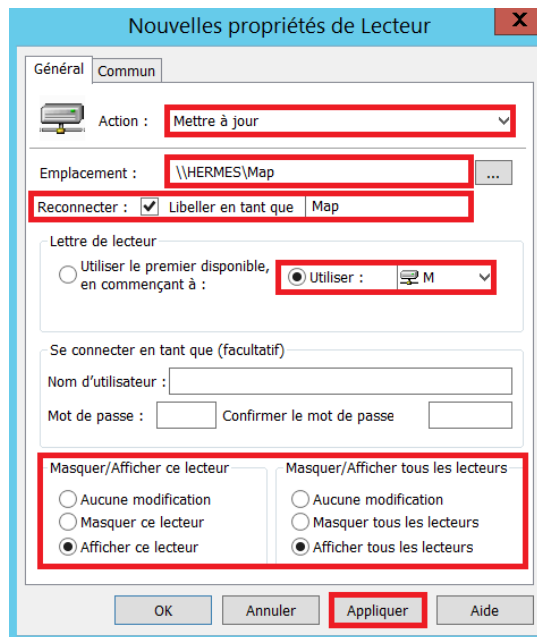 Nouvelles propriétés de Lecteur
X
Général Commun
Action : Mettre à jour
Emplacement : \\HERMES\Map ...
Reconnecter : Libeller en tant que Map
Lettre de lecteur
Utiliser le premier disponible,
en commençant à :
Utiliser : M
Se connecter en tant que (facultatif)
Nom d'utilisateur :
Mot de passe : Confirmer le mot de passe
Masquer/Afficher ce lecteur
Aucune modification
Masquer ce lecteur
Afficher ce lecteur
Masquer/Afficher tous les lecteurs
Aucune modification
Masquer tous les lecteurs
Afficher tous les lecteurs
OK Annuler Appliquer Aide